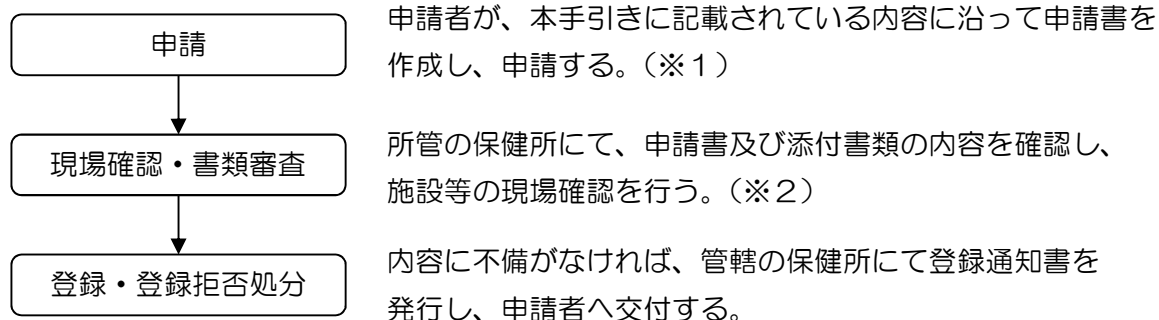 申請
申請者が、本手引きに記載されている内容に沿って申請書を
作成し、申請する。（※１）
現場確認・書類審査
所管の保健所にて、申請書及び添付書類の内容を確認し、
施設等の現場確認を行う。（※２）
登録・登録拒否処分
内容に不備がなければ、管轄の保健所にて登録通知書を
発行し、申請者へ交付する。